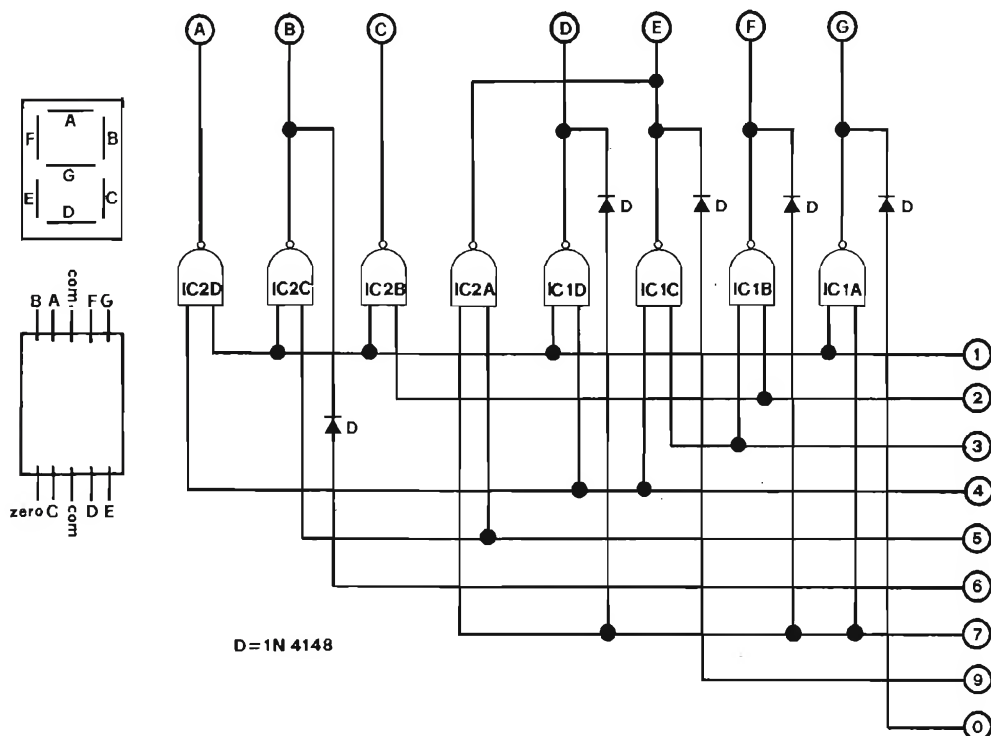 A B C D E F G
A
F B
G
E C
D
D D D D
IC2D IC2C IC2B IC2A IC1D IC1C IC1B IC1A
com.
B A F G
1
2
D
3
4
zero C com D E
5
6
D=1N 4148
7
9
0